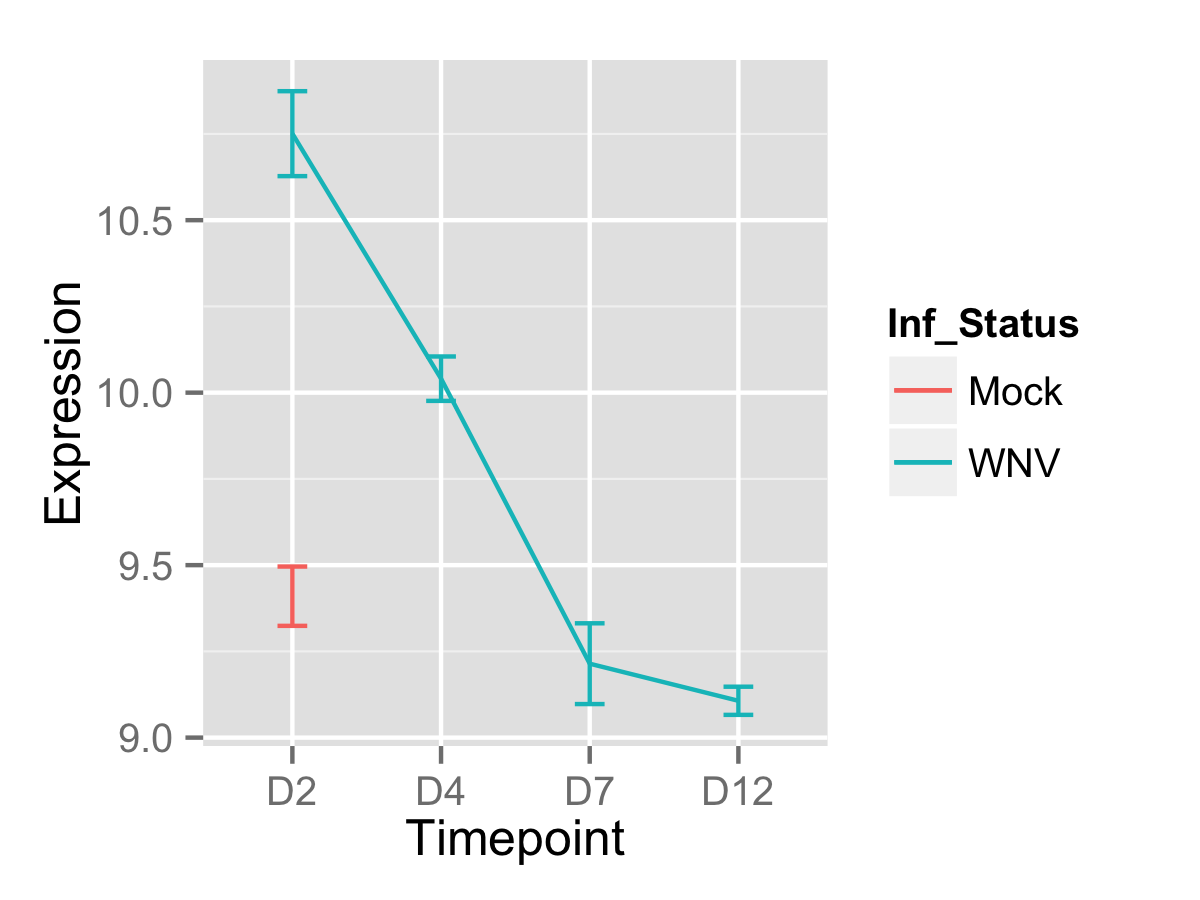 Expression
10.5
10.0
9.5
9.0
D2 D4 D7 D12
Timepoint
Inf_Status
Mock
WNV